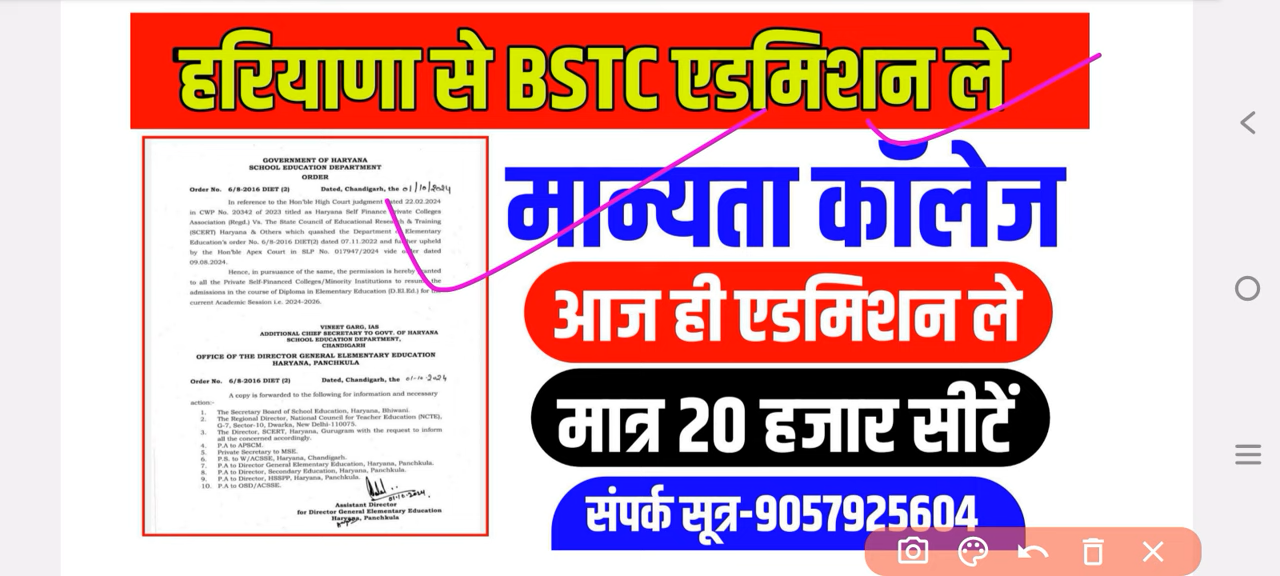 हरियाणा से BSTC एडमिशन ले
GOVERNMENT OF HARYANA
SCHOOL EDUCATION DEPARTMENT
ORDER
Order No. 6/8-2016 DIET (2) Dated, Chandigarh, the 01/10/2024
In reference to the Hon'ble High Court judgment dated 22.02.2024
in CWP No. 20342 of 2023 titled as Haryana Self Finance Private Colleges
Association (Regd.) Vs. The State Council of Educational Research & Training
(SCERT) Haryana & Others which quashed the Department Elementary
Education's order No. 6/8-2016 DIET(2) dated 07.11.2022 and further upheld
by the Hon'ble Apex Court in SLP No. 017947/2024 vide order dated
09.08.2024.
Hence, in pursuance of the same, the permission is hereby
to all the Private Self-Financed Colleges/Minority Institutions to resume the
admissions in the course of Diploma in Elementary Education (D.El.Ed.) for the
current Academic Session i.e. 2024-2026.
VINEET GARG, IAS
ADDITIONAL CHIEF SECRETARY TO GOVT. OF HARYANA
SCHOOL EDUCATION DEPARTMENT,
CHANDIGARH
OFFICE OF THE DIRECTOR GENERAL ELEMENTARY EDUCATION
HARYANA, PANCHKULA
Order No. 6/8-2016 DIET (2) Dated, Chandigarh, the 01-10-2024
A copy is forwarded to the following for information and necessary
action:-
1. The Secretary Board of School Education, Haryana, Bhiwani.
2. The Regional Director, National Council for Teacher Education (NCTE),
G-7, Sector-10, Dwarka, New Delhi-110075.
3. The Director, SCERT, Haryana, Gurugram with the request to inform
all the concerned accordingly.
4. P.A to APSCM.
5. Private Secretary to MSE.
6. P.S. to W/ACSSE, Haryana, Chandigarh.
7. P.A to Director General Elementary Education, Haryana, Panchkula.
8. P.A to Director, Secondary Education, Haryana, Panchkula.
9. P.A to Director, HSSPP, Haryana, Panchkula.
10. P.A to OSD/ACSSE.
01-10-2024
Assistant Director
for Director General Elementary Education
Haryana, Panchkula
मान्यता कॉलेज
आज ही एडमिशन ले
मात्र 20 हजार सीटें
संपर्क सूत्र-9057925604